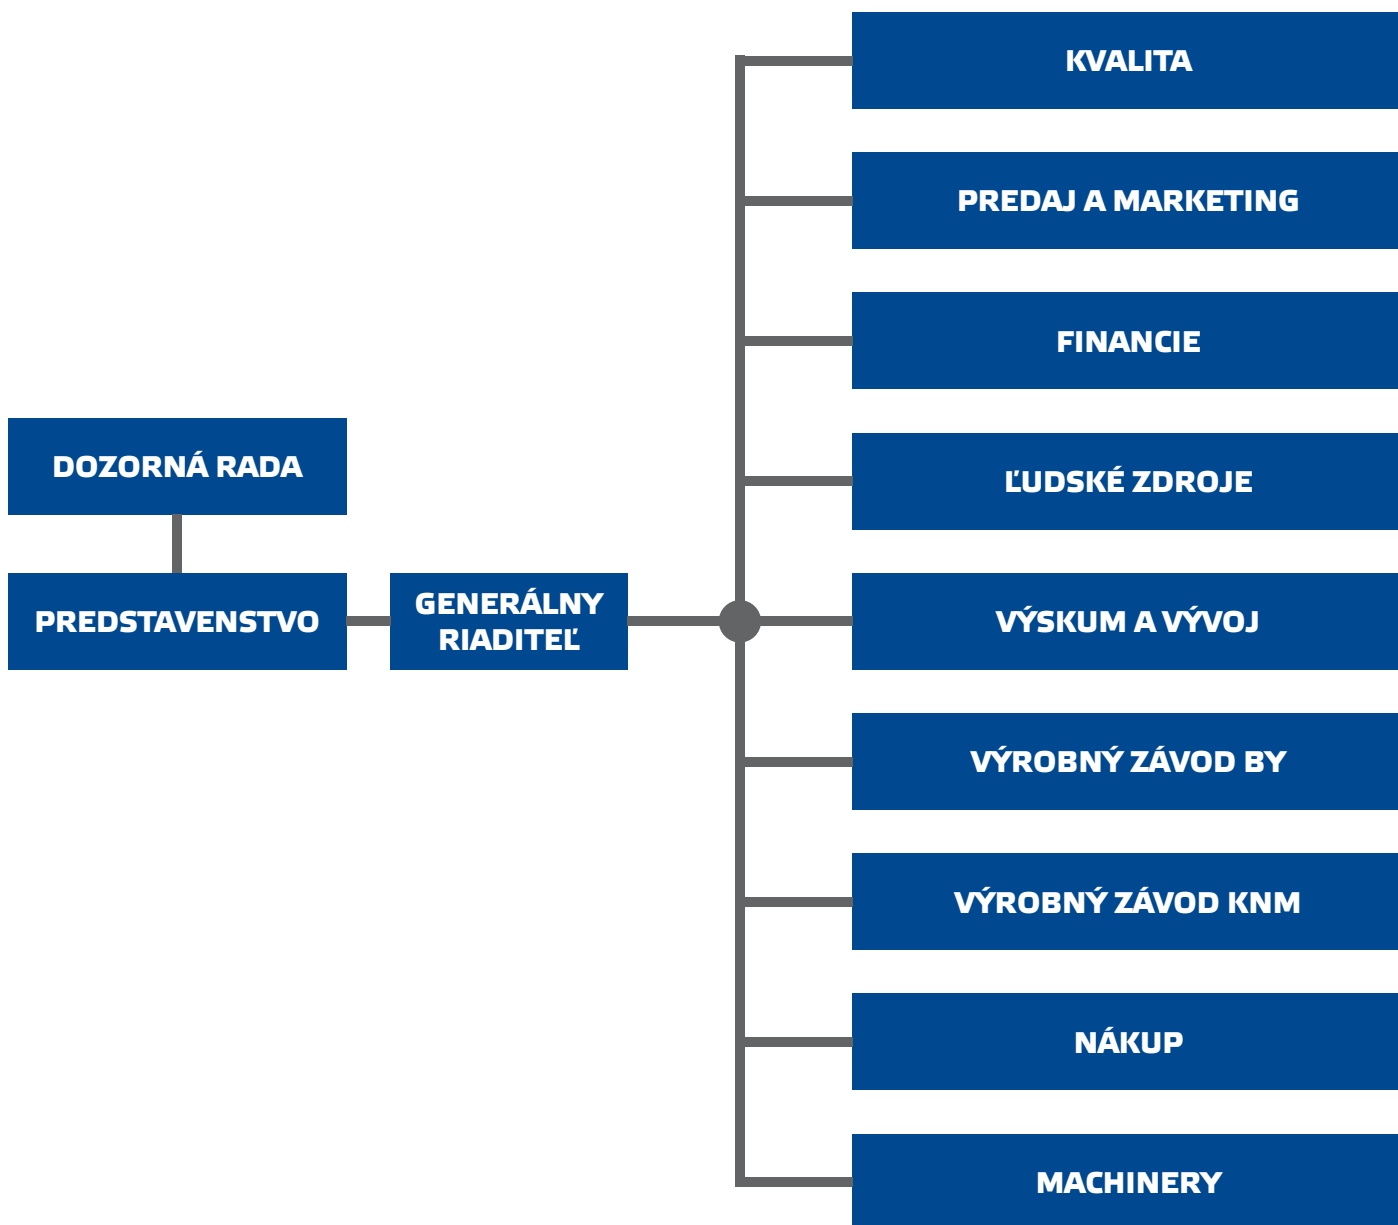 DOZORNÁ RADA
PREDSTAVENSTVO
GENERÁLNY
RIADITEĽ
KVALITA
PREDAJ A MARKETING
FINANCIE
ĽUDSKÉ ZDROJE
VÝSKUM A VÝVOJ
VÝROBNÝ ZÁVOD BY
VÝROBNÝ ZÁVOD KNM
NÁKUP
MACHINERY